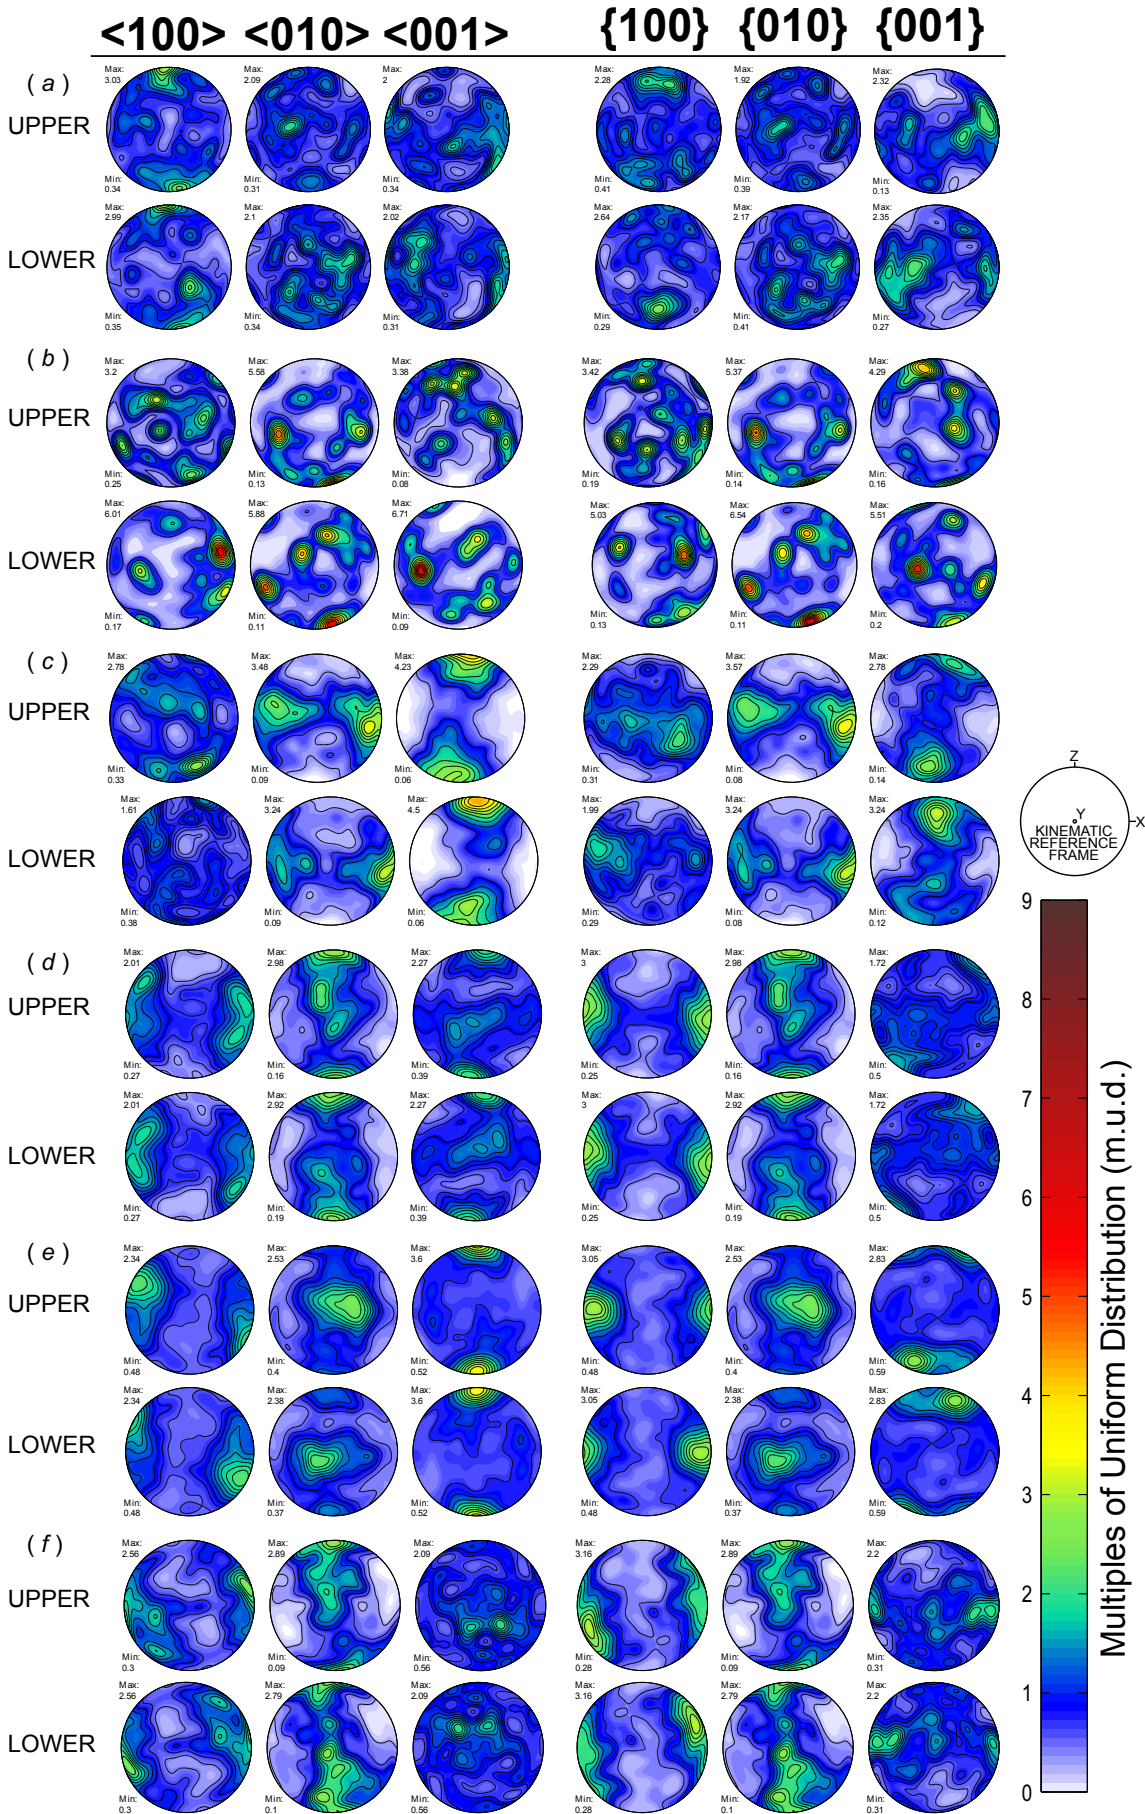 <100> <010> <001> {100} {010} {001}
( a )
UPPER
Max: 3.03 Max: 2.09 Max: 2 Max: 2.28 Max: 1.92 Max: 2.32
Min: 0.34 Min: 0.31 Min: 0.34 Min: 0.41 Min: 0.39 Min: 0.13
LOWER
Max: 2.99 Max: 2.1 Max: 2.02 Max: 2.64 Max: 2.17 Max: 2.35
Min: 0.35 Min: 0.34 Min: 0.31 Min: 0.29 Min: 0.41 Min: 0.27
( b )
UPPER
Max: 3.2 Max: 5.58 Max: 3.38 Max: 3.42 Max: 5.37 Max: 4.29
Min: 0.25 Min: 0.13 Min: 0.08 Min: 0.19 Min: 0.14 Min: 0.16
LOWER
Max: 6.01 Max: 5.88 Max: 6.71 Max: 5.03 Max: 6.54 Max: 5.51
Min: 0.17 Min: 0.11 Min: 0.09 Min: 0.13 Min: 0.11 Min: 0.2
( c )
UPPER
Max: 2.78 Max: 3.48 Max: 4.23 Max: 2.29 Max: 3.57 Max: 2.78
Min: 0.33 Min: 0.09 Min: 0.06 Min: 0.31 Min: 0.08 Min: 0.14
LOWER
Max: 1.61 Max: 3.24 Max: 4.5 Max: 1.99 Max: 3.24 Max: 3.24
Min: 0.38 Min: 0.09 Min: 0.06 Min: 0.29 Min: 0.08 Min: 0.12
( d )
UPPER
Max: 2.01 Max: 2.98 Max: 2.27 Max: 3 Max: 2.98 Max: 1.72
Min: 0.27 Min: 0.16 Min: 0.39 Min: 0.25 Min: 0.16 Min: 0.5
LOWER
Max: 2.01 Max: 2.92 Max: 2.27 Max: 3 Max: 2.92 Max: 1.72
Min: 0.27 Min: 0.19 Min: 0.39 Min: 0.25 Min: 0.19 Min: 0.5
( e )
UPPER
Max: 2.34 Max: 2.53 Max: 3.6 Max: 3.05 Max: 2.53 Max: 2.83
Min: 0.48 Min: 0.4 Min: 0.52 Min: 0.48 Min: 0.4 Min: 0.59
LOWER
Max: 2.34 Max: 2.38 Max: 3.6 Max: 3.05 Max: 2.38 Max: 2.83
Min: 0.48 Min: 0.37 Min: 0.52 Min: 0.48 Min: 0.37 Min: 0.59
( f )
UPPER
Max: 2.56 Max: 2.89 Max: 2.09 Max: 3.16 Max: 2.89 Max: 2.2
Min: 0.3 Min: 0.09 Min: 0.56 Min: 0.28 Min: 0.09 Min: 0.31
LOWER
Max: 2.56 Max: 2.79 Max: 2.09 Max: 3.16 Max: 2.79 Max: 2.2
Min: 0.3 Min: 0.1 Min: 0.56 Min: 0.28 Min: 0.1 Min: 0.31
Z
Y
X
KINEMATIC
REFERENCE
FRAME
9
8
7
6
5
4
3
2
1
0
Multiples of Uniform Distribution (m.u.d.)